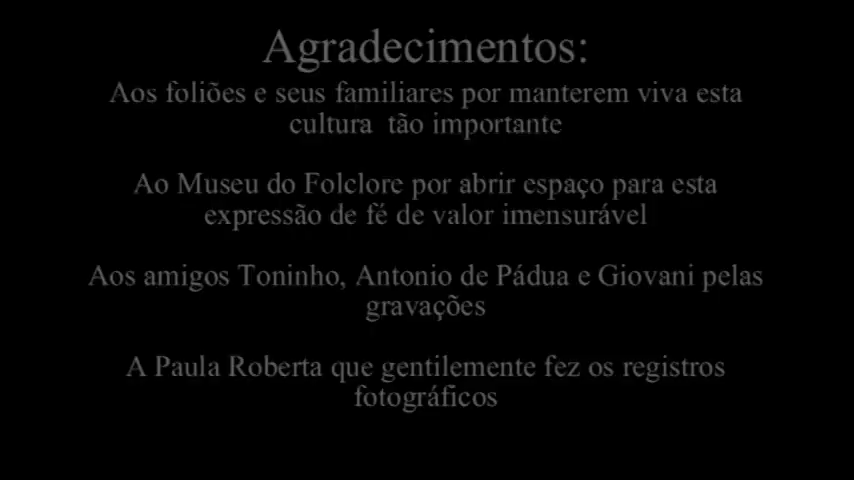 Agradecimentos:
Aos foliões e seus familiares por manterem viva esta
cultura tão importante
Ao Museu do Folclore por abrir espaço para esta
expressão de fé de valor imensurável
Aos amigos Toninho, Antonio de Pádua e Giovani pelas
gravações
A Paula Roberta que gentilemente fez os registros
fotográficos